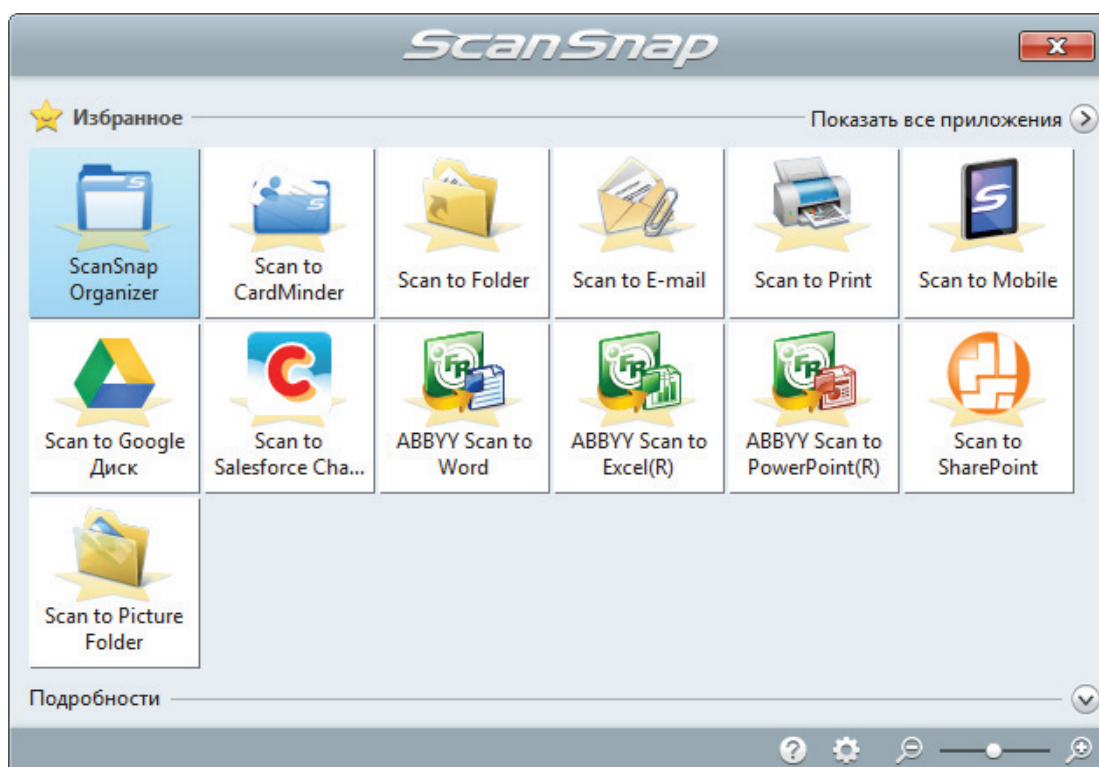 ScanSnap
Избранное
Показать все приложения
ScanSnap
Organizer
Scan to
CardMinder
Scan to Folder
Scan to E-mail
Scan to Print
Scan to Mobile
Scan to Google
Диск
Scan to
Salesforce Cha...
ABBYY Scan to
Word
ABBYY Scan to
Excel(R)
ABBYY Scan to
PowerPoint(R)
Scan to
SharePoint
Scan to Picture
Folder
Подробности